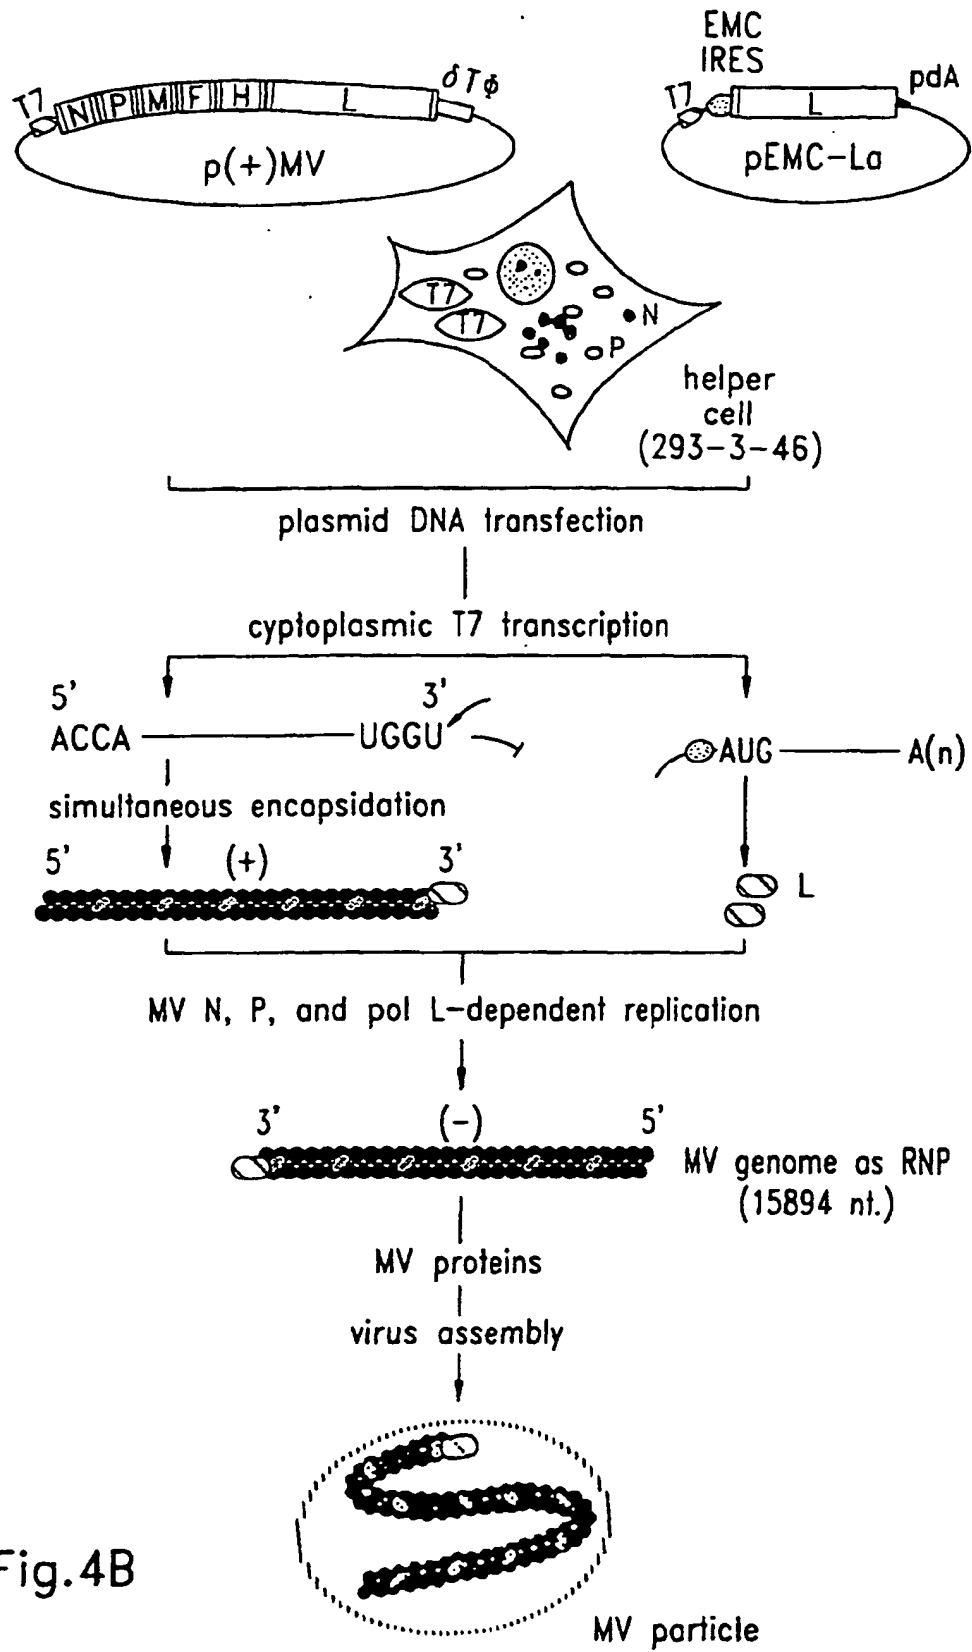 EMC
IRES
T7 N P M F H L δTϕ
p(+)MV
T7 L pdA
pEMC-La
T7
T7
N
P
helper
cell
(293-3-46)
plasmid DNA transfection
cyptoplasmic T7 transcription
5' 3'
ACCA UGGU
AUG A(n)
simultaneous encapsidation
5' (+) 3'
L
MV N, P, and pol L-dependent replication
3' (-) 5'
MV genome as RNP
(15894 nt.)
MV proteins
virus assembly
Fig.4B
MV particle